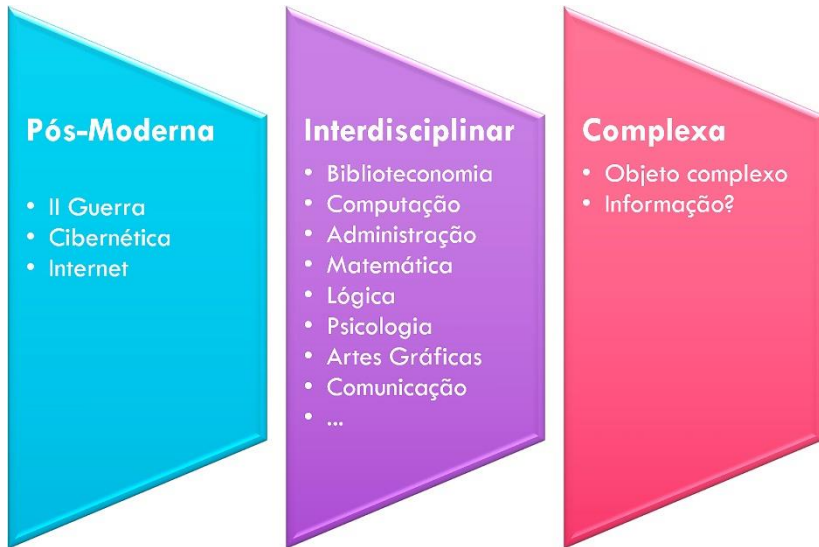 Pós-Moderna
• II Guerra
• Cibernética
• Internet
Interdisciplinar
• Biblioteconomia
• Computação
• Administração
• Matemática
• Lógica
• Psicologia
• Artes Gráficas
• Comunicação
• ...
Complexa
• Objeto complexo
• Informação?